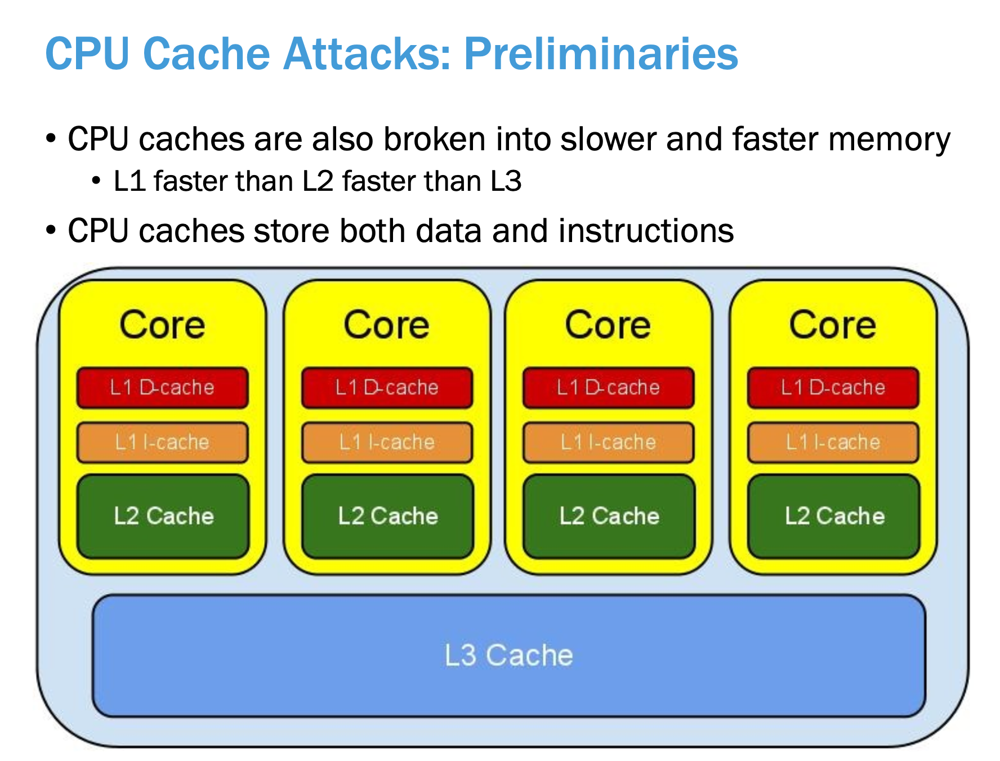 CPU Cache Attacks: Preliminaries
• CPU caches are also broken into slower and faster memory
• L1 faster than L2 faster than L3
• CPU caches store both data and instructions
Core
L1 D-cache
L1 I-cache
L2 Cache
Core
L1 D-cache
L1 I-cache
L2 Cache
Core
L1 D-cache
L1 I-cache
L2 Cache
Core
L1 D-cache
L1 I-cache
L2 Cache
L3 Cache